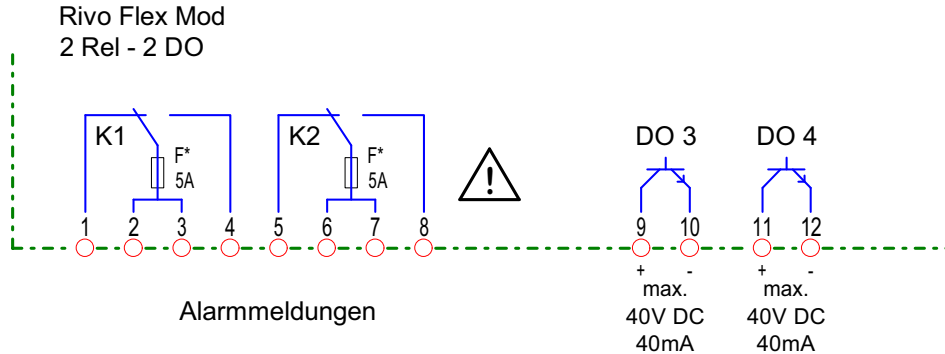 Rivo Flex Mod
2 Rel - 2 DO
K1 F* K2 F* ! DO 3 DO 4
5A 5A
1 2 3 4 5 6 7 8 9 10 11 12
+ - + -
Alarmmeldungen max. max.
40V DC 40V DC
40mA 40mA